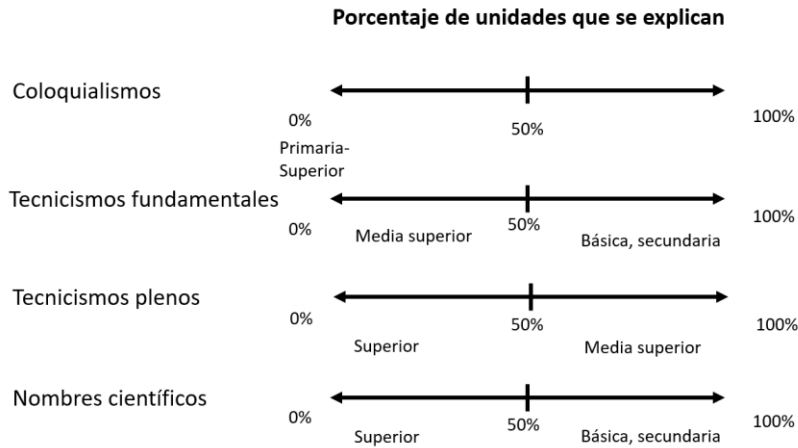 Porcentaje de unidades que se explican
Coloquialismos
0% 50% 100%
Primaria-
Superior
Tecnicismos fundamentales
0% 50% 100%
Media superior Básica, secundaria
Tecnicismos plenos
0% 50% 100%
Superior Media superior
Nombres científicos
0% 50% 100%
Superior Básica, secundaria